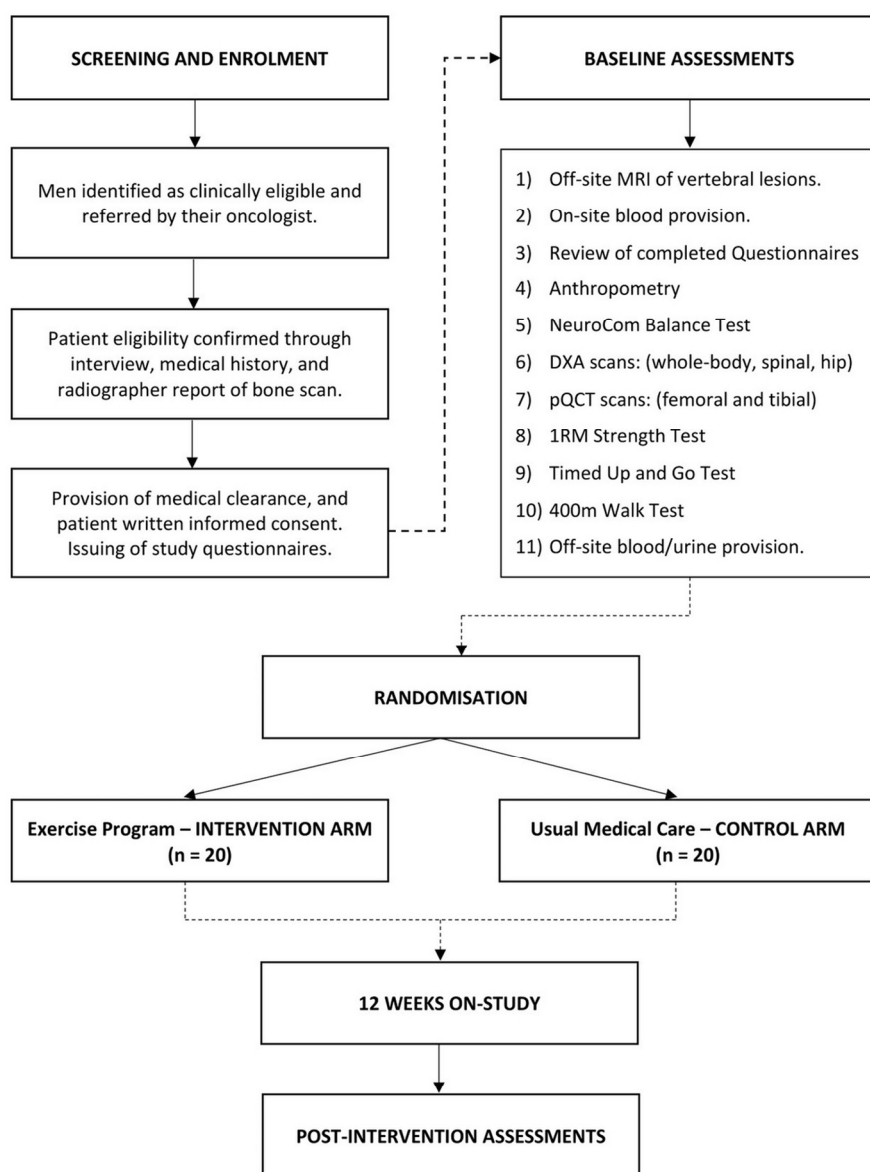 SCREENING AND ENROLMENT
Men identified as clinically eligible and
referred by their oncologist.
Patient eligibility confirmed through
interview, medical history, and
radiographer report of bone scan.
Provision of medical clearance, and
patient written informed consent.
Issuing of study questionnaires.
BASELINE ASSESSMENTS
1) Off-site MRI of vertebral lesions.
2) On-site blood provision.
3) Review of completed Questionnaires
4) Anthropometry
5) NeuroCom Balance Test
6) DXA scans: (whole-body, spinal, hip)
7) pQCT scans: (femoral and tibial)
8) 1RM Strength Test
9) Timed Up and Go Test
10) 400m Walk Test
11) Off-site blood/urine provision.
RANDOMISATION
Exercise Program – INTERVENTION ARM
(n = 20)
Usual Medical Care – CONTROL ARM
(n = 20)
12 WEEKS ON-STUDY
POST-INTERVENTION ASSESSMENTS